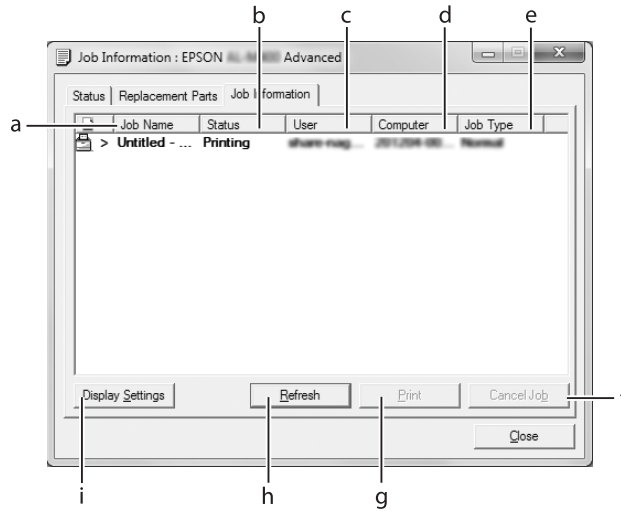 b c d e
Job Information : EPSON Advanced
Status Replacement Parts Job Information
a Job Name Status User Computer Job Type
> Untitled - ... Printing
Display Settings Refresh Print Cancel Job
Close
i h g